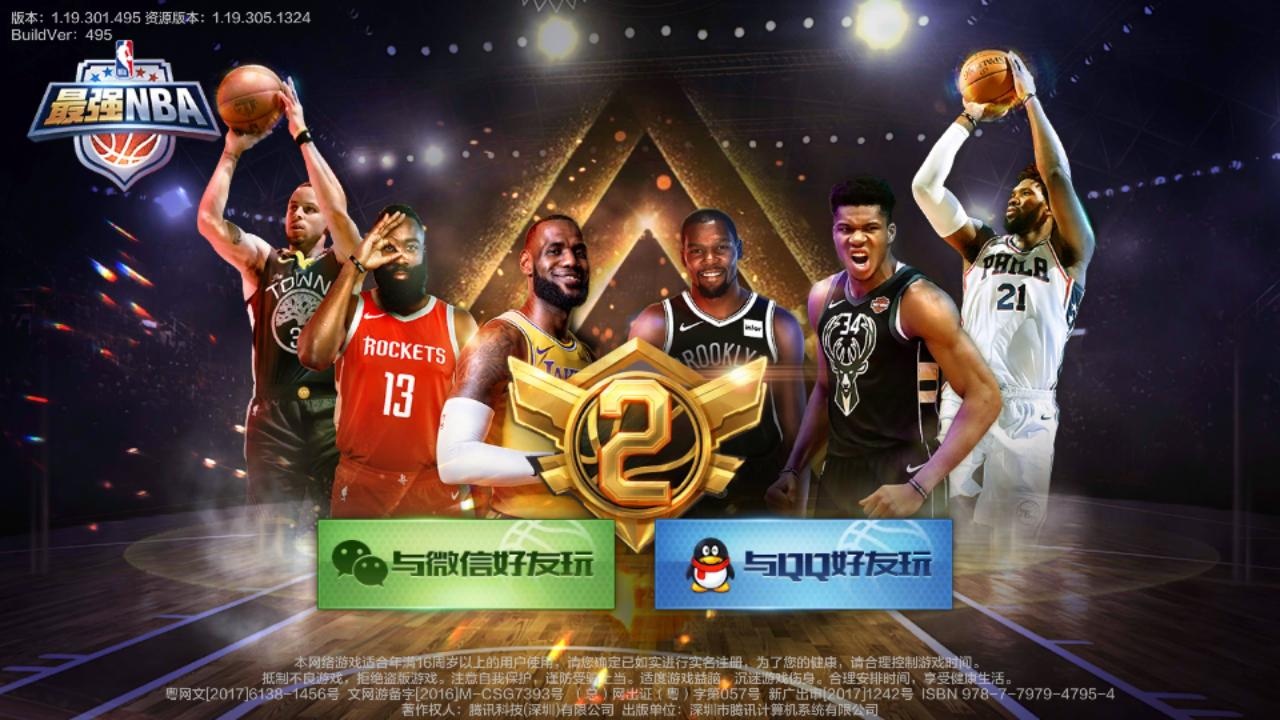 版本：1.19.301.495 资源版本：1.19.305.1324
BuildVer：495
最强NBA
TOWN
3
ROCKETS
13
BROOKLYN
infor
34
PHILA
21
2
与微信好友玩
与QQ好友玩
本网络游戏适合年满16周岁以上的用户使用，请您确定已如实进行实名注册，为了您的健康，请合理控制游戏时间。
抵制不良游戏，拒绝盗版游戏。注意自我保护，谨防受骗上当。适度游戏益脑，沉迷游戏伤身。合理安排时间，享受健康生活。
粤网文[2017]6138-1456号 文网游备字[2016]M-CSG7393号 （总）网出证（粤）字第057号 新广出审[2017]1242号 ISBN 978-7-7979-4795-4
著作权人：腾讯科技(深圳)有限公司 出版单位：深圳市腾讯计算机系统有限公司